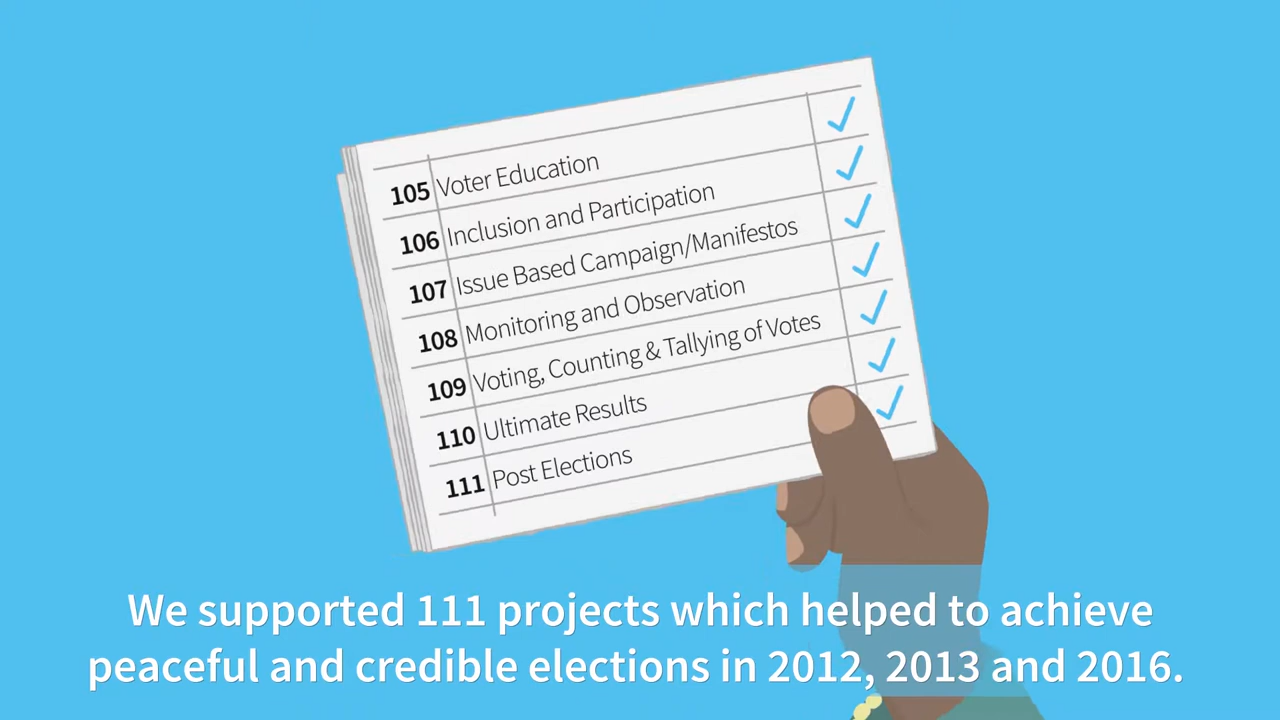 105 Voter Education
106 Inclusion and Participation
107 Issue Based Campaign/Manifestos
108 Monitoring and Observation
109 Voting, Counting & Tallying of Votes
110 Ultimate Results
111 Post Elections
We supported 111 projects which helped to achieve
peaceful and credible elections in 2012, 2013 and 2016.